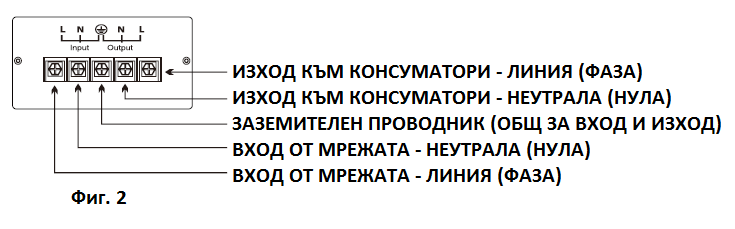 L N N L
Input Output
ИЗХОД КЪМ КОНСУМАТОРИ - ЛИНИЯ (ФАЗА)
ИЗХОД КЪМ КОНСУМАТОРИ - НЕУТРАЛА (НУЛА)
ЗАЗЕМИТЕЛЕН ПРОВОДНИК (ОБЩ ЗА ВХОД И ИЗХОД)
ВХОД ОТ МРЕЖАТА - НЕУТРАЛА (НУЛА)
ВХОД ОТ МРЕЖАТА - ЛИНИЯ (ФАЗА)
Фиг. 2